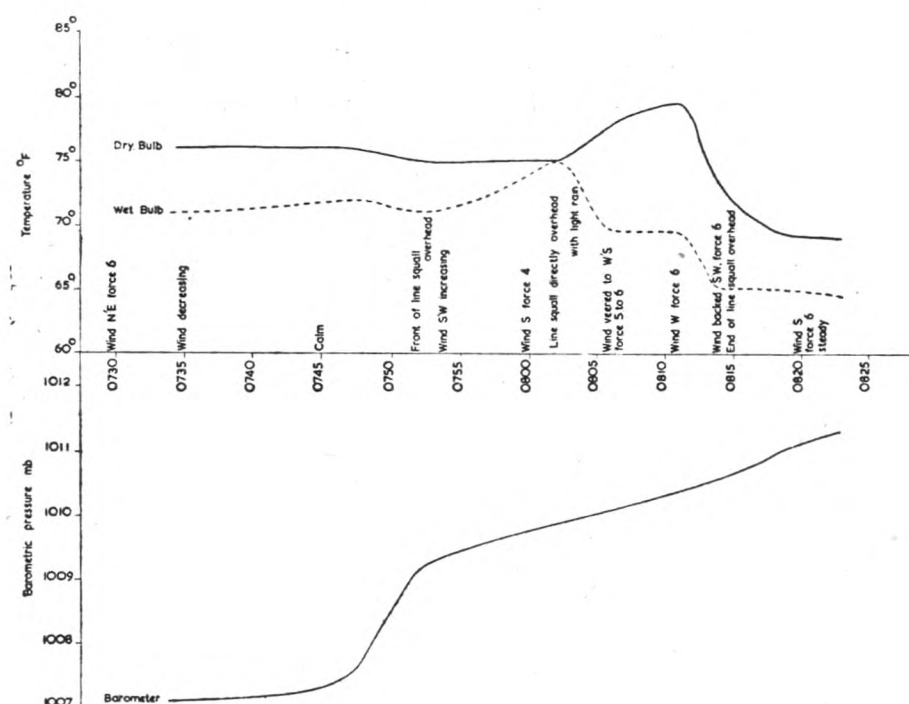 85°
80°
75°
70°
65°
60°
Temperature °F
Dry Bulb
Wet Bulb
Wind N'E force 6
Wind decreasing
Calm
Front of line squall
overhead
Wind SW increasing
Wind S force 4
Line squall directly overhead
with light rain
Wind veered to W'S
force 5 to 6
Wind W force 6
Wind backed SW, force 6
End of line squall overhead
Wind S
force 6
steady
0730
0735
0740
0745
0750
0755
0800
0805
0810
0815
0820
0825
1012
1011
1010
1009
1008
1007
Barometric pressure mb
Barometer